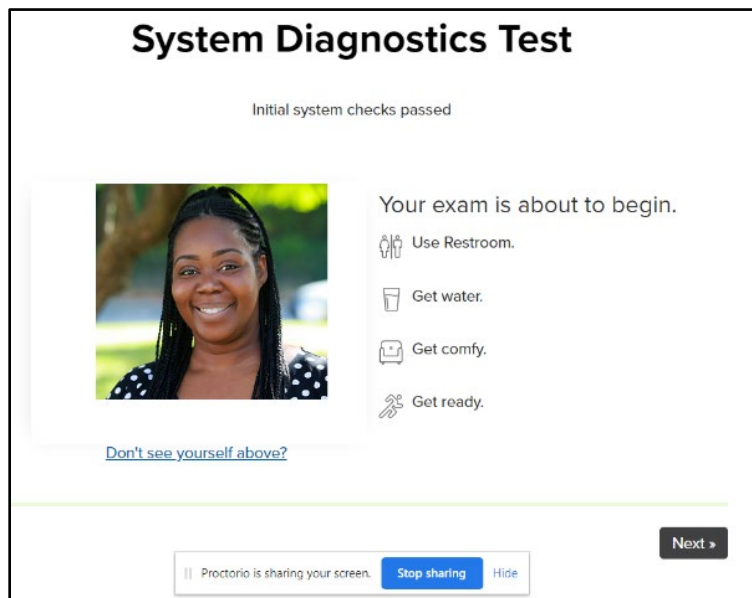 System Diagnostics Test
Initial system checks passed
Your exam is about to begin.
Use Restroom.
Get water.
Get comfy.
Get ready.
Don't see yourself above?
Next »
Proctorio is sharing your screen. Stop sharing Hide